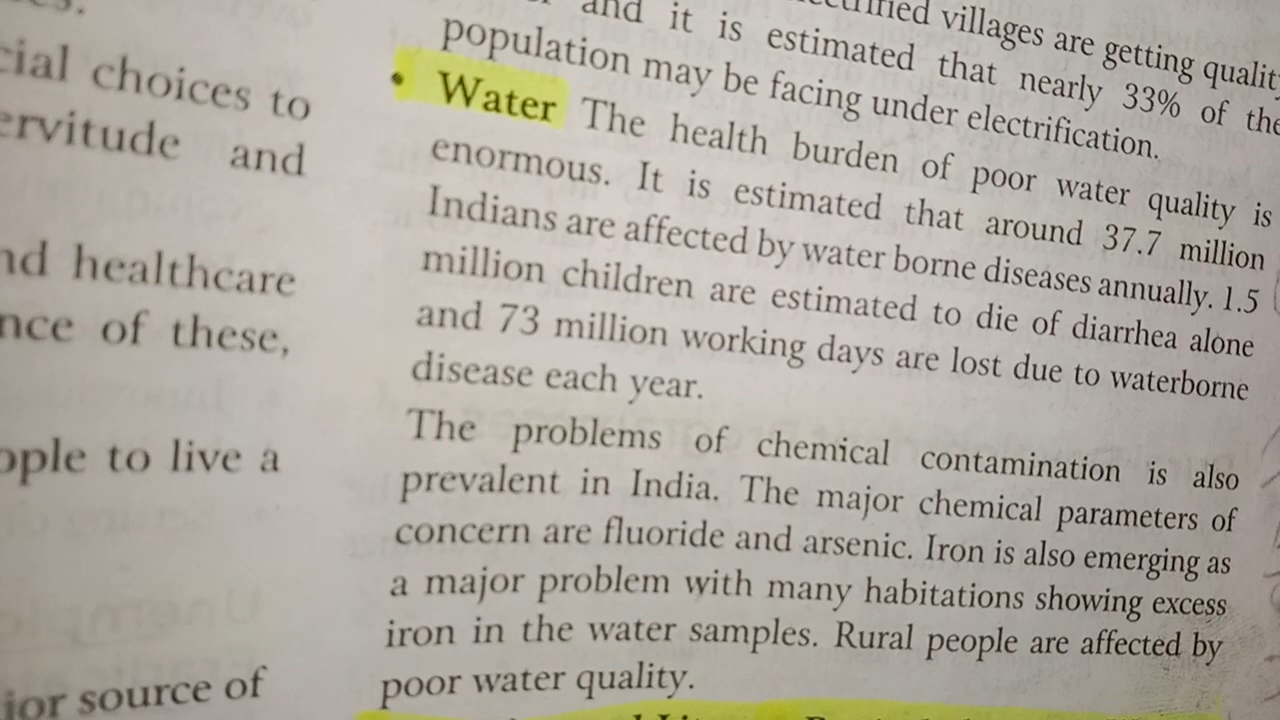 cial choices to
ervitude and
nd healthcare
nce of these,
ople to live a
jor source of
villages are getting
and it is estimated that nearly 33% of the
population may be facing under electrification.
• Water The health burden of poor water quality is
enormous. It is estimated that around 37.7 million
Indians are affected by water borne diseases annually. 1.5
million children are estimated to die of diarrhea alone
and 73 million working days are lost due to waterborne
disease each year.
The problems of chemical contamination is also
prevalent in India. The major chemical parameters of
concern are fluoride and arsenic. Iron is also emerging as
a major problem with many habitations showing excess
iron in the water samples. Rural people are affected by
poor water quality.